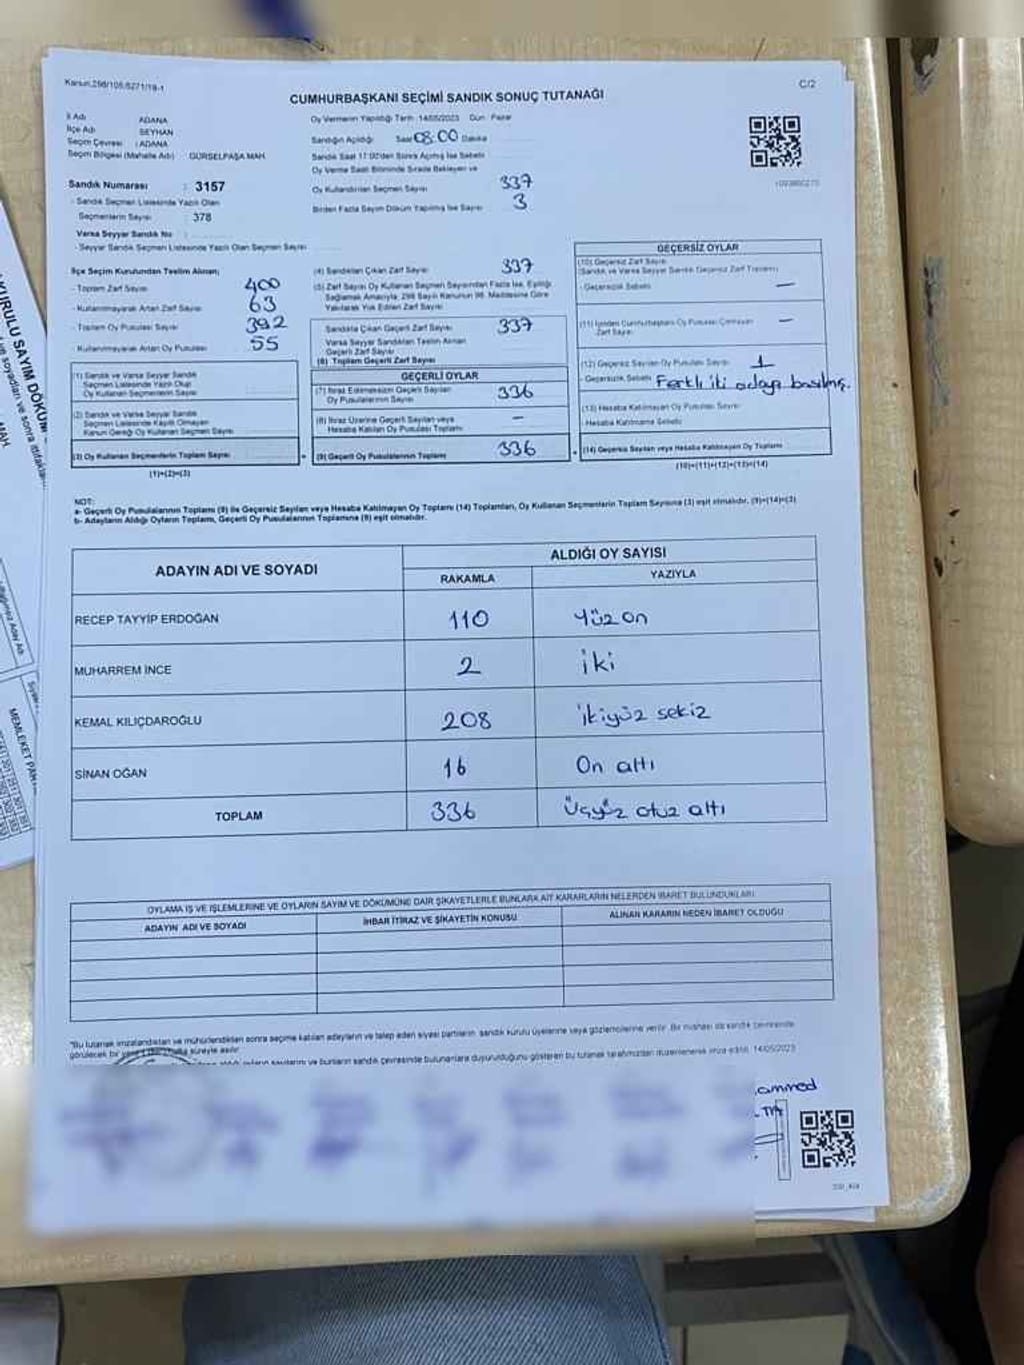 Kanun:298/105,6271/19-1
C/2
CUMHURBAŞKANI SEÇİMİ SANDIK SONUÇ TUTANAĞI
İl Adı ADANA
İlçe Adı SEYHAN
Seçim Çevresi : ADANA
Seçim Bölgesi (Mahalle Adı) GÜRSELPAŞA MAH.
Oy Vermenin Yapıldığı Tarih: 14/05/2023 Gün: Pazar
Sandığın Açıldığı Saat 08:00 Dakika
Sandık Saat 17:00'den Sonra Açılmış İse Sebebi
Oy Verme Saati Bitiminde Sırada Bekleyen ve
Oy Kullandırılan Seçmen Sayısı 337
Birden Fazla Sayım Döküm Yapılmış İse Sayısı 3
Sandık Numarası : 3157
- Sandık Seçmen Listesinde Yazılı Olan
Seçmenlerin Sayısı : 378
Varsa Seyyar Sandık No :
- Seyyar Sandık Seçmen Listesinde Yazılı Olan Seçmen Sayısı
İlçe Seçim Kurulundan Teslim Alınan;
- Toplam Zarf Sayısı 400
- Kullanılmayarak Artan Zarf Sayısı 63
- Toplam Oy Pusulası Sayısı 392
- Kullanılmayarak Artan Oy Pusulası 55
(1) Sandık ve Varsa Seyyar Sandık
Seçmen Listesinde Yazılı Olup
Oy Kullanan Seçmenlerin Sayısı
(2) Sandık ve Varsa Seyyar Sandık
Seçmen Listesinde Kayıtlı Olmayan
Kanun Gereği Oy Kullanan Seçmen Sayısı
(3) Oy Kullanan Seçmenlerin Toplam Sayısı
(1)+(2)=(3)
(4) Sandıktan Çıkan Zarf Sayısı 337
(5) Zarf Sayısı Oy Kullanan Seçmen Sayısından Fazla İse, Eşitliği
Sağlamak Amacıyla, 298 Sayılı Kanunun 98. Maddesine Göre
Yakılarak Yok Edilen Zarf Sayısı
Sandıkta Çıkan Geçerli Zarf Sayısı 337
Varsa Seyyar Sandıktan Teslim Alınan
Geçerli Zarf Sayısı
(6) Toplam Geçerli Zarf Sayısı
GEÇERLİ OYLAR
(7) İtiraz Edilmeksizin Geçerli Sayılan
Oy Pusulalarının Sayısı 336
(8) İtiraz Üzerine Geçerli Sayılan veya
Hesaba Katılan Oy Pusulası Toplamı -
(9) Geçerli Oy Pusulalarının Toplamı 336
GEÇERSİZ OYLAR
(10) Geçersiz Zarf Sayısı
(Sandık ve Varsa Seyyar Sandık Geçersiz Zarf Toplamı)
- Geçersizlik Sebebi -
(11) İçinden Cumhurbaşkanı Oy Pusulası Çıkmayan
Zarf Sayısı -
(12) Geçersiz Sayılan Oy Pusulası Sayısı 1
- Geçersizlik Sebebi Farklı iki adaya basılmış.
(13) Hesaba Katılmayan Oy Pusulası Sayısı
- Hesaba Katılmama Sebebi
(14) Geçersiz Sayılan veya Hesaba Katılmayan Oy Toplamı
(10)+(11)+(12)+(13)=(14)
NOT:
a- Geçerli Oy Pusulalarının Toplamı (9) ile Geçersiz Sayılan veya Hesaba Katılmayan Oy Toplamı (14) Toplamları, Oy Kullanan Seçmenlerin Toplam Sayısına (3) eşit olmalıdır. (9)+(14)=(3)
b- Adayların Aldığı Oyların Toplamı, Geçerli Oy Pusulalarının Toplamına (9) eşit olmalıdır.
ADAYIN ADI VE SOYADI
ALDIĞI OY SAYISI
RAKAMLA YAZIYLA
RECEP TAYYİP ERDOĞAN 110 Yüz on
MUHARREM İNCE 2 iki
KEMAL KILIÇDAROĞLU 208 ikiyüz sekiz
SİNAN OĞAN 16 On altı
TOPLAM 336 Üçyüz otuz altı
OYLAMA İŞ VE İŞLEMLERİNE VE OYLARIN SAYIM VE DÖKÜMÜNE DAİR ŞİKAYETLERLE BUNLARA AİT KARARLARIN NELERDEN İBARET BULUNDUKLARI
ADAYIN ADI VE SOYADI İHBAR İTİRAZ VE ŞİKAYETİN KONUSU ALINAN KARARIN NEDEN İBARET OLDUĞU
"Bu tutanak imzalandıktan ve mühürlendikten sonra seçime katılan adayların ve talep eden siyasi partilerin, sandık kurulu üyelerine veya gözlemcilerine verilir. Bir nüshası da sandık çevresinde
görülecek bir yere süreyle asılır.
sayılarını ve bunların sandık çevresinde bulunanlara duyurulduğunu gösteren bu tutanak tarafımızdan düzenlenerek imza edildi. 14/05/2023
KURULU SAYIM DÖKÜM
MAH.
MEMLEKET